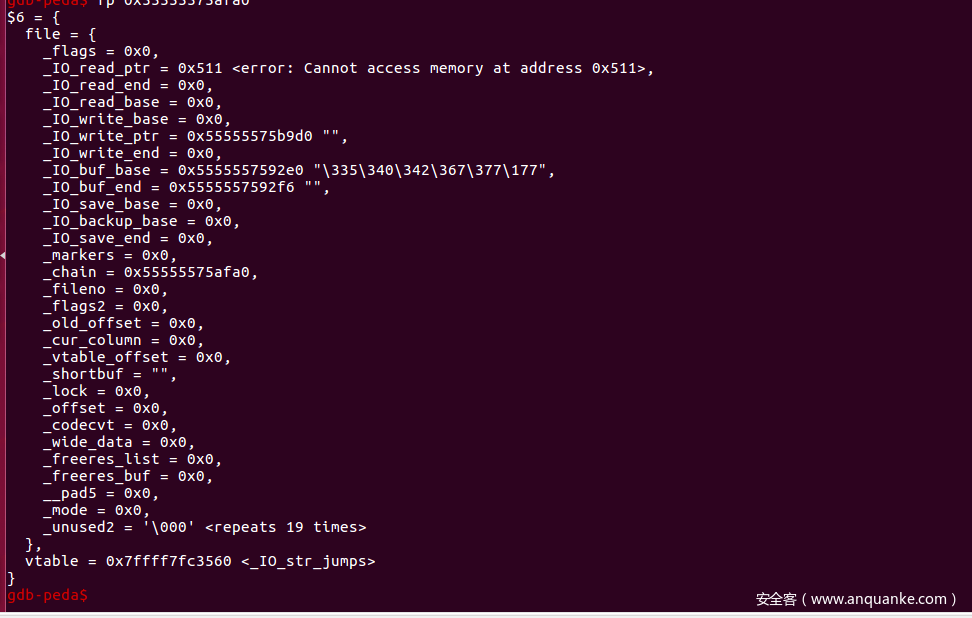 gdb-peda$ fp 0x55555575afa0
$6 = {
  file = {
    _flags = 0x0,
    _IO_read_ptr = 0x511 <error: Cannot access memory at address 0x511>,
    _IO_read_end = 0x0,
    _IO_read_base = 0x0,
    _IO_write_base = 0x0,
    _IO_write_ptr = 0x55555575b9d0 "",
    _IO_write_end = 0x0,
    _IO_buf_base = 0x5555557592e0 "\335\340\342\367\377\177",
    _IO_buf_end = 0x5555557592f6 "",
    _IO_save_base = 0x0,
    _IO_backup_base = 0x0,
    _IO_save_end = 0x0,
    _markers = 0x0,
    _chain = 0x55555575afa0,
    _fileno = 0x0,
    _flags2 = 0x0,
    _old_offset = 0x0,
    _cur_column = 0x0,
    _vtable_offset = 0x0,
    _shortbuf = "",
    _lock = 0x0,
    _offset = 0x0,
    _codecvt = 0x0,
    _wide_data = 0x0,
    _freeres_list = 0x0,
    _freeres_buf = 0x0,
    __pad5 = 0x0,
    _mode = 0x0,
    _unused2 = '\000' <repeats 19 times>
  },
  vtable = 0x7ffff7fc3560 <_IO_str_jumps>
}
gdb-peda$
安全客（www.anquanke.com）